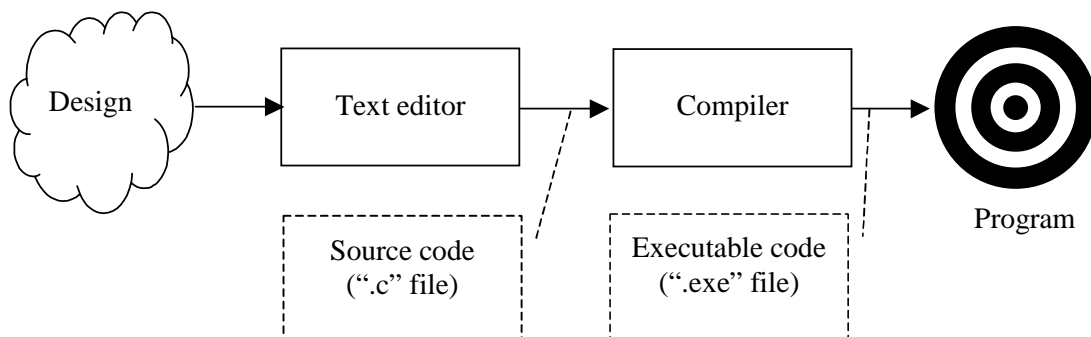 Design
Text editor
Compiler
Program
Source code
(“.c” file)
Executable code
(“.exe” file)